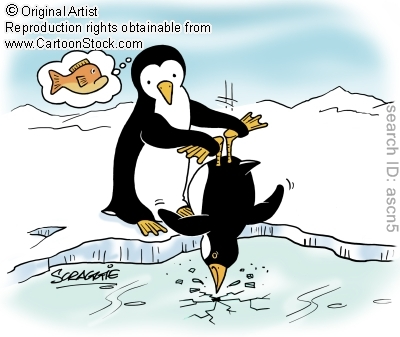 © Original Artist
Reproduction rights obtainable from
www.CartoonStock.com
search ID: ascn5
SCRAGGIE